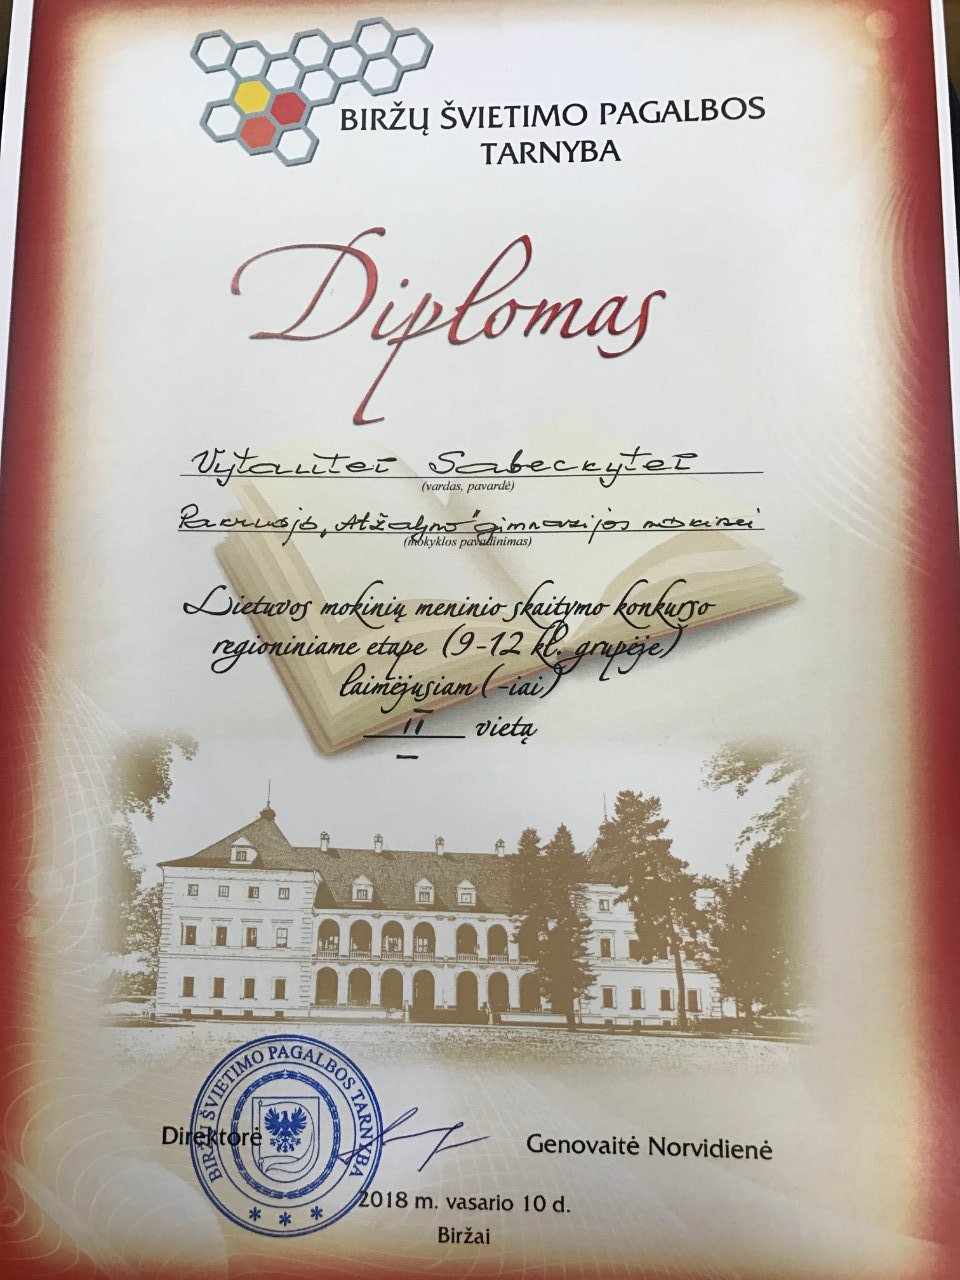 BIRŽŲ ŠVIETIMO PAGALBOS
TARNYBA
Diplomas
Vytautei Sabeckytei
(vardas, pavardė)
Pakruojo „Atžalyno" gimnazijos mokinei
(mokyklos pavadinimas)
Lietuvos mokinių meninio skaitymo konkurso
regioniniame etape (9-12 kl. grupėje)
laimėjusiam (-iai)
II vietą
BIRŽŲ ŠVIETIMO PAGALBOS TARNYBA
Direktorė
Genovaitė Norvidienė
2018 m. vasario 10 d.
Biržai